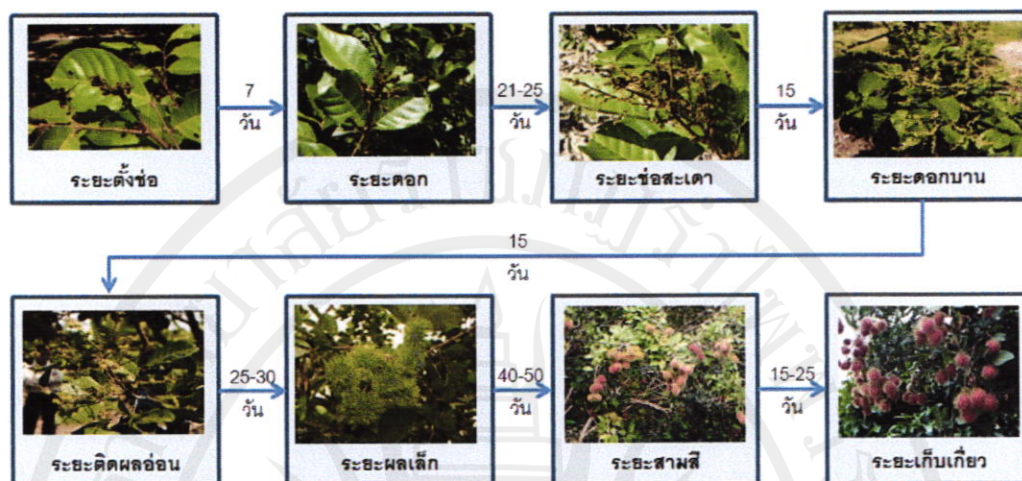 7
วัน
21-25
วัน
15
วัน
ระยะตั้งช่อ
ระยะดอก
ระยะช่อสะเดา
ระยะดอกบาน
15
วัน
25-30
วัน
40-50
วัน
15-25
วัน
ระยะติดผลอ่อน
ระยะผลเล็ก
ระยะสามสี
ระยะเก็บเกี่ยว